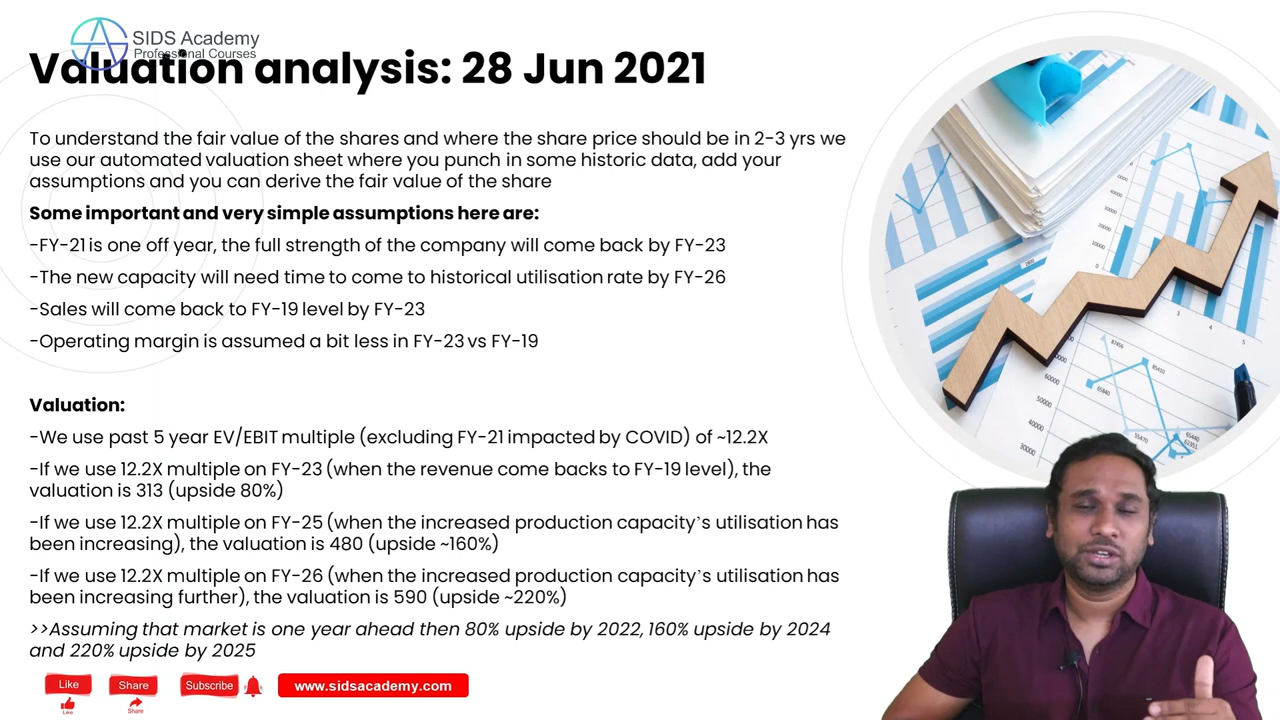 SIDS Academy
Professional Courses
Valuation analysis: 28 Jun 2021
To understand the fair value of the shares and where the share price should be in 2-3 yrs we
use our automated valuation sheet where you punch in some historic data, add your
assumptions and you can derive the fair value of the share
Some important and very simple assumptions here are:
-FY-21 is one off year, the full strength of the company will come back by FY-23
-The new capacity will need time to come to historical utilisation rate by FY-26
-Sales will come back to FY-19 level by FY-23
-Operating margin is assumed a bit less in FY-23 vs FY-19
Valuation:
-We use past 5 year EV/EBIT multiple (excluding FY-21 impacted by COVID) of ~12.2X
-If we use 12.2X multiple on FY-23 (when the revenue come backs to FY-19 level), the
valuation is 313 (upside 80%)
-If we use 12.2X multiple on FY-25 (when the increased production capacity's utilisation has
been increasing), the valuation is 480 (upside ~160%)
-If we use 12.2X multiple on FY-26 (when the increased production capacity's utilisation has
been increasing further), the valuation is 590 (upside ~220%)
>>Assuming that market is one year ahead then 80% upside by 2022, 160% upside by 2024
and 220% upside by 2025
Like
Share
Subscribe
www.sidsacademy.com
Like
Share